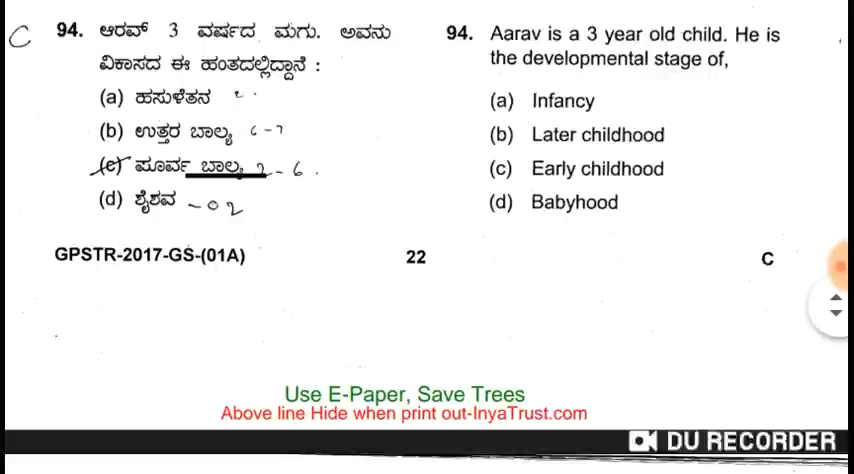 C 94. ಆರವ್ 3 ವರ್ಷದ ಮಗು. ಅವನು
ವಿಕಾಸದ ಈ ಹಂತದಲ್ಲಿದ್ದಾನೆ :
(a) ಹಸುಳೆತನ
(b) ಉತ್ತರ ಬಾಲ್ಯ 6-7
(c) ಪೂರ್ವ ಬಾಲ್ಯ 2-6.
(d) ಶೈಶವ -02
94. Aarav is a 3 year old child. He is
the developmental stage of,
(a) Infancy
(b) Later childhood
(c) Early childhood
(d) Babyhood
GPSTR-2017-GS-(01A) 22 C
Use E-Paper, Save Trees
Above line Hide when print out-InyaTrust.com
DU RECORDER